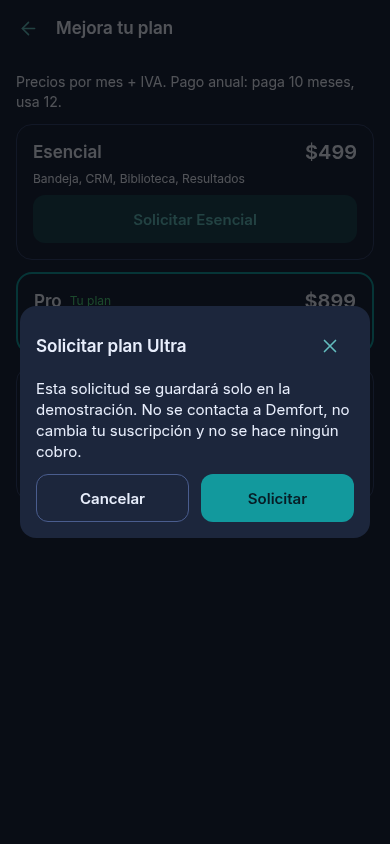 Mejora tu plan
Precios por mes + IVA. Pago anual: paga 10 meses,
usa 12.
Esencial $499
Bandeja, CRM, Biblioteca, Resultados
Solicitar Esencial
Pro Tu plan $899
Solicitar plan Ultra
Esta solicitud se guardará solo en la
demostración. No se contacta a Demfort, no
cambia tu suscripción y no se hace ningún
cobro.
Cancelar Solicitar